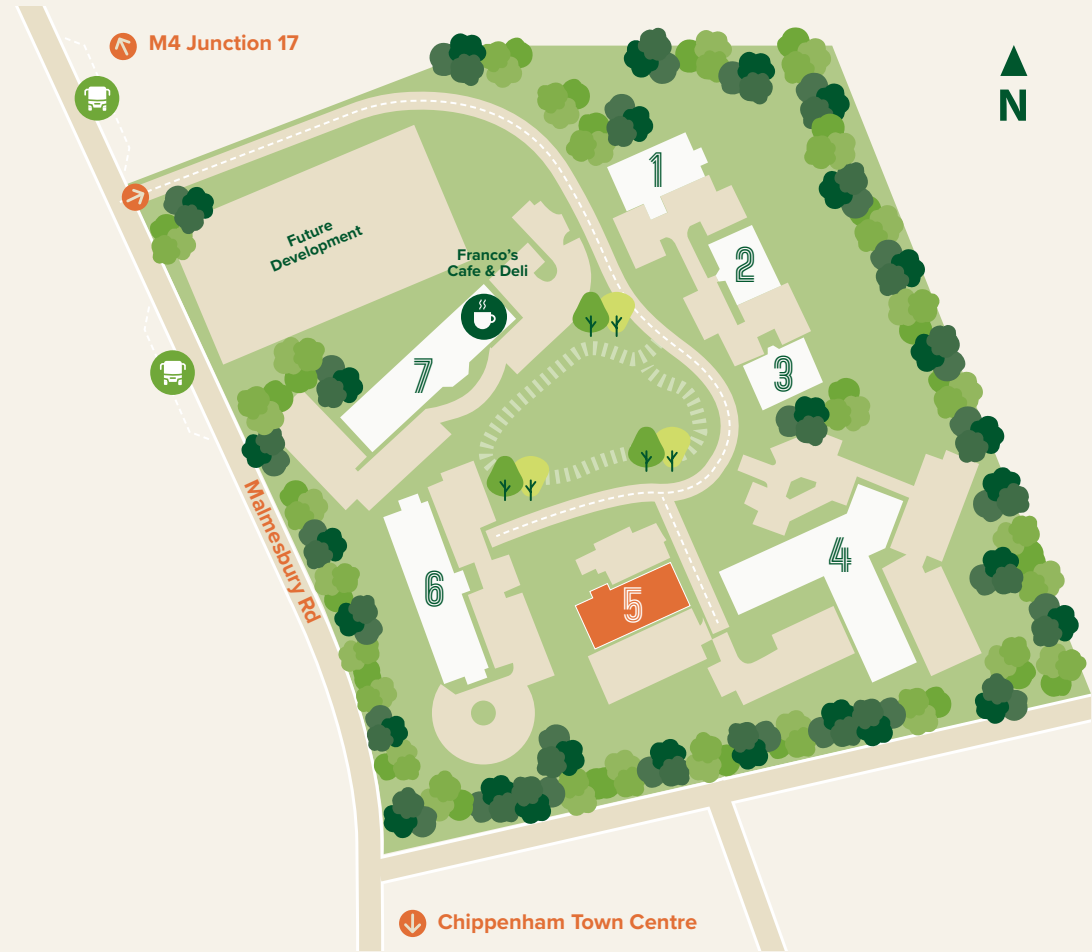 M4 Junction 17
N
1
Future
Development
Franco's
Cafe & Deli
2
3
7
4
Malmesbury Rd
6
5
Chippenham Town Centre